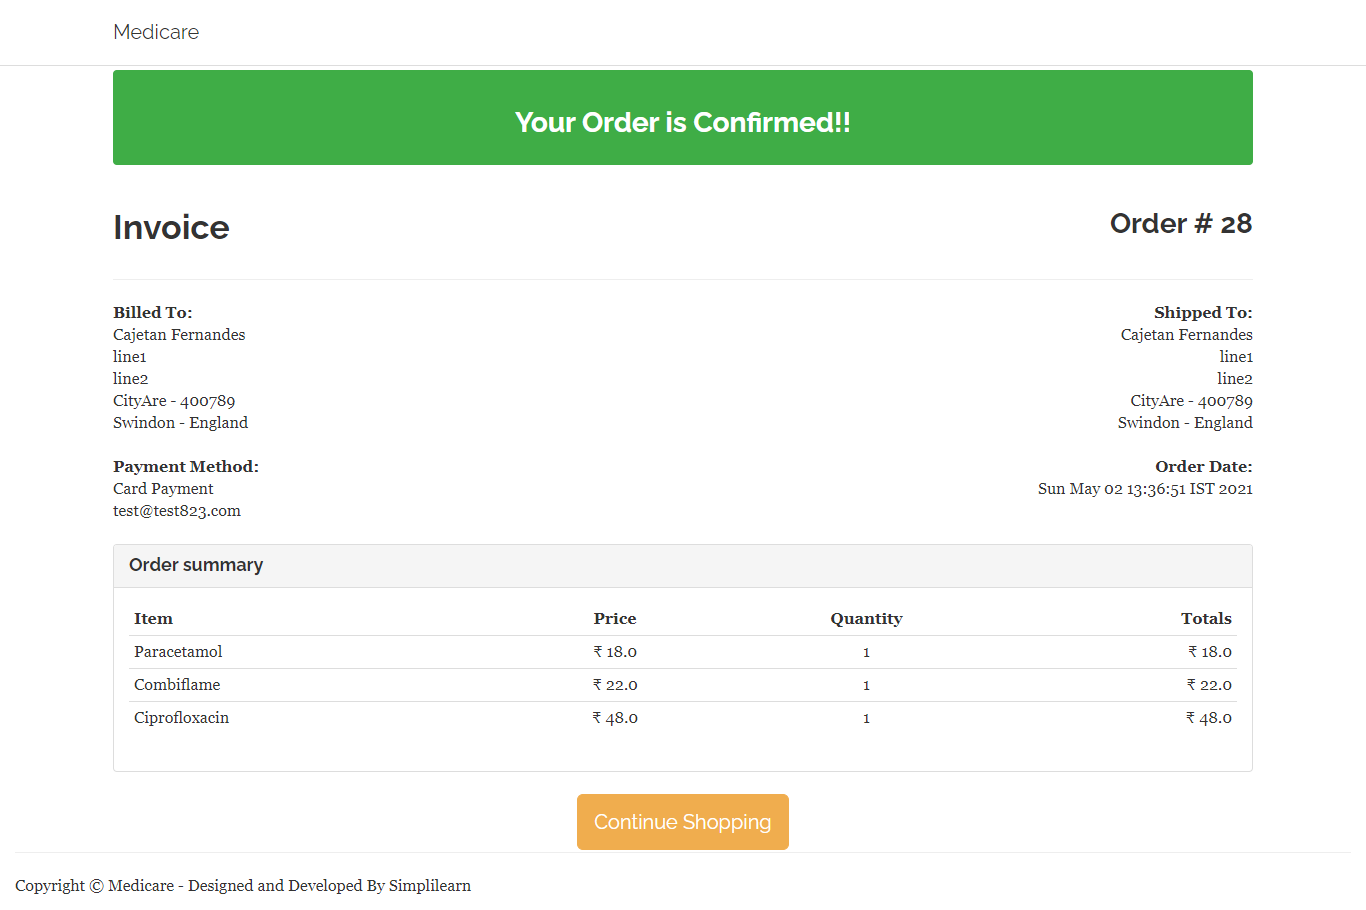 Medicare
Your Order is Confirmed!!
Invoice
Order # 28
Billed To:
Cajetan Fernandes
line1
line2
CityAre - 400789
Swindon - England
Shipped To:
Cajetan Fernandes
line1
line2
CityAre - 400789
Swindon - England
Payment Method:
Card Payment
test@test823.com
Order Date:
Sun May 02 13:36:51 IST 2021
Order summary
Item Price Quantity Totals
Paracetamol ₹ 18.0 1 ₹ 18.0
Combiflame ₹ 22.0 1 ₹ 22.0
Ciprofloxacin ₹ 48.0 1 ₹ 48.0
Continue Shopping
Copyright © Medicare - Designed and Developed By Simplilearn